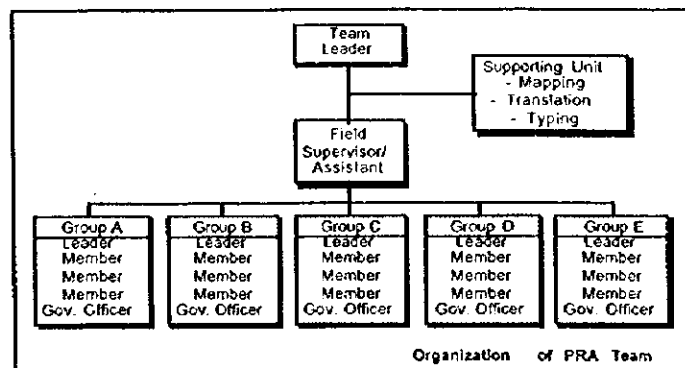 Team
Leader
Supporting Unit
- Mapping
- Translation
- Typing
Field
Supervisor/
Assistant
Group A
Leader
Member
Member
Member
Gov. Officer
Group B
Leader
Member
Member
Member
Gov. Officer
Group C
Leader
Member
Member
Member
Gov. Officer
Group D
Leader
Member
Member
Member
Gov. Officer
Group E
Leader
Member
Member
Member
Gov. Officer
Organization of PRA Team